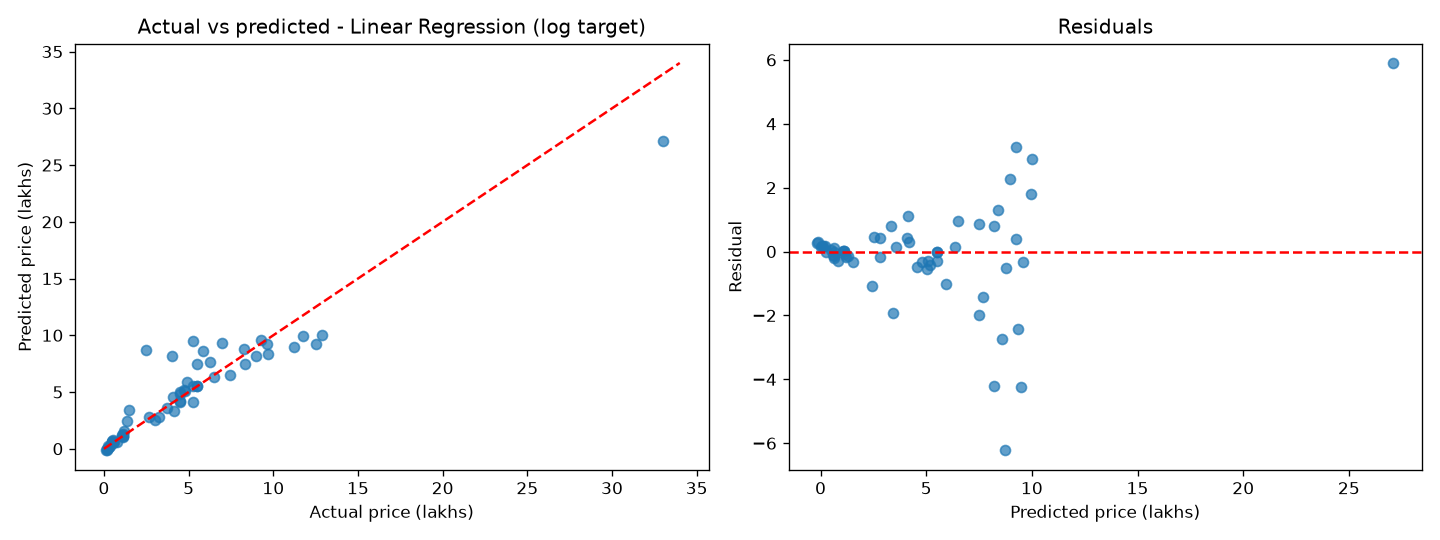 Actual vs predicted - Linear Regression (log target)
35
30
25
20
15
10
5
0
Predicted price (lakhs)
0 5 10 15 20 25 30 35
Actual price (lakhs)
Residuals
6
4
2
0
−2
−4
−6
Residual
0 5 10 15 20 25
Predicted price (lakhs)